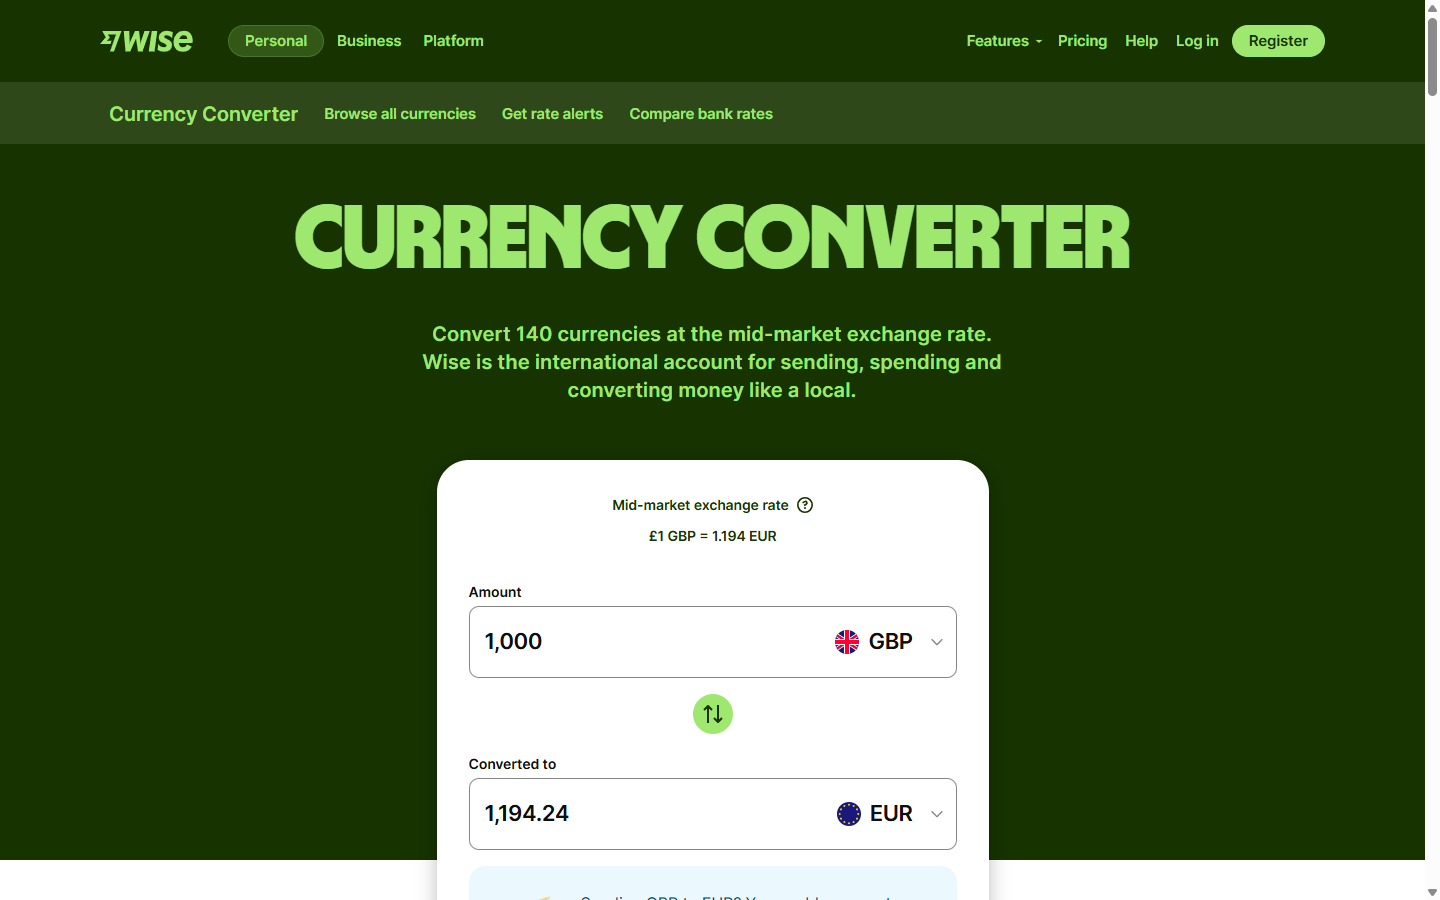 WISE
Personal
Business
Platform
Features
Pricing
Help
Log in
Register
Currency Converter
Browse all currencies
Get rate alerts
Compare bank rates
CURRENCY CONVERTER
Convert 140 currencies at the mid-market exchange rate.
Wise is the international account for sending, spending and
converting money like a local.
Mid-market exchange rate
£1 GBP = 1.194 EUR
Amount
1,000
GBP
Converted to
1,194.24
EUR